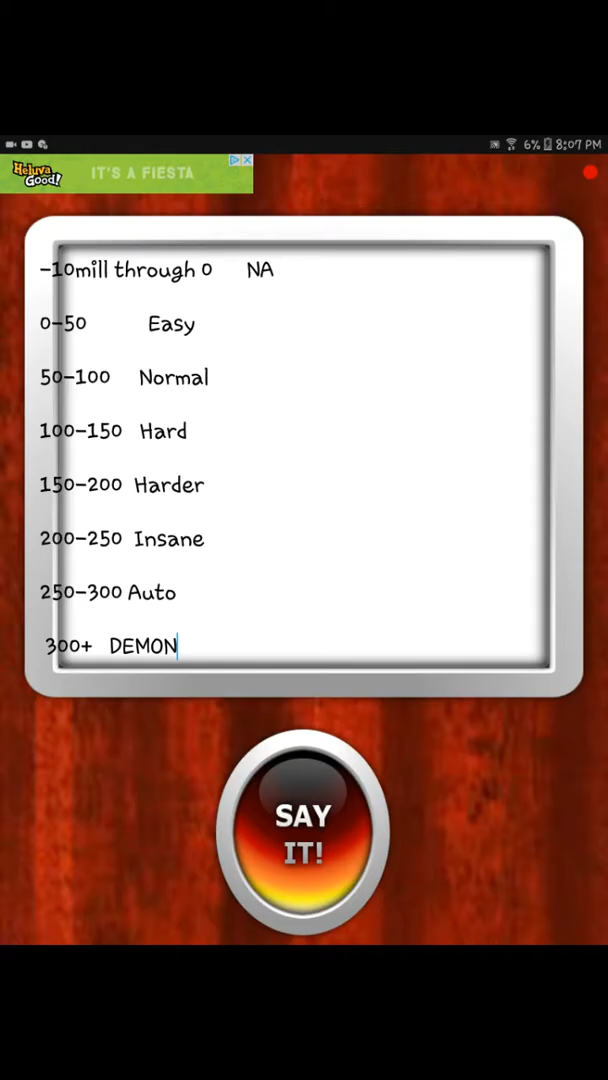 6% 8:07 PM
Heluva Good! IT'S A FIESTA
-10mill through 0 NA
0-50 Easy
50-100 Normal
100-150 Hard
150-200 Harder
200-250 Insane
250-300 Auto
300+ DEMON
SAY
IT!